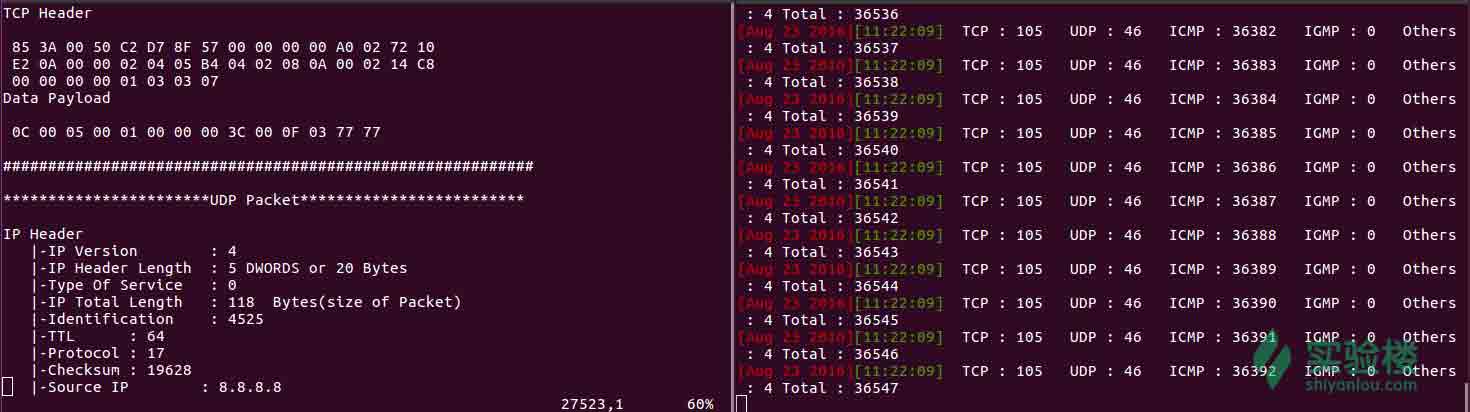 TCP Header
85 3A 00 50 C2 D7 8F 57 00 00 00 00 A0 02 72 10
E2 0A 00 00 02 04 05 B4 04 02 08 0A 00 02 14 C8
00 00 00 00 01 03 03 07
Data Payload
0C 00 05 00 01 00 00 00 3C 00 0F 03 77 77
###########################################################
***********************UDP Packet*************************
IP Header
|-IP Version : 4
|-IP Header Length : 5 DWORDS or 20 Bytes
|-Type Of Service : 0
|-IP Total Length : 118 Bytes(size of Packet)
|-Identification : 4525
|-TTL : 64
|-Protocol : 17
|-Checksum : 19628
|-Source IP : 8.8.8.8
27523,1 60%
: 4 Total : 36536
[Aug 23 2016][11:22:09] TCP : 105 UDP : 46 ICMP : 36382 IGMP : 0 Others
: 4 Total : 36537
[Aug 23 2016][11:22:09] TCP : 105 UDP : 46 ICMP : 36383 IGMP : 0 Others
: 4 Total : 36538
[Aug 23 2016][11:22:09] TCP : 105 UDP : 46 ICMP : 36384 IGMP : 0 Others
: 4 Total : 36539
[Aug 23 2016][11:22:09] TCP : 105 UDP : 46 ICMP : 36385 IGMP : 0 Others
: 4 Total : 36540
[Aug 23 2016][11:22:09] TCP : 105 UDP : 46 ICMP : 36386 IGMP : 0 Others
: 4 Total : 36541
[Aug 23 2016][11:22:09] TCP : 105 UDP : 46 ICMP : 36387 IGMP : 0 Others
: 4 Total : 36542
[Aug 23 2016][11:22:09] TCP : 105 UDP : 46 ICMP : 36388 IGMP : 0 Others
: 4 Total : 36543
[Aug 23 2016][11:22:09] TCP : 105 UDP : 46 ICMP : 36389 IGMP : 0 Others
: 4 Total : 36544
[Aug 23 2016][11:22:09] TCP : 105 UDP : 46 ICMP : 36390 IGMP : 0 Others
: 4 Total : 36545
[Aug 23 2016][11:22:09] TCP : 105 UDP : 46 ICMP : 36391 IGMP : 0 Others
: 4 Total : 36546
[Aug 23 2016][11:22:09] TCP : 105 UDP : 46 ICMP : 36392 IGMP : 0 Others
: 4 Total : 36547
实验楼
shiyanlou.com